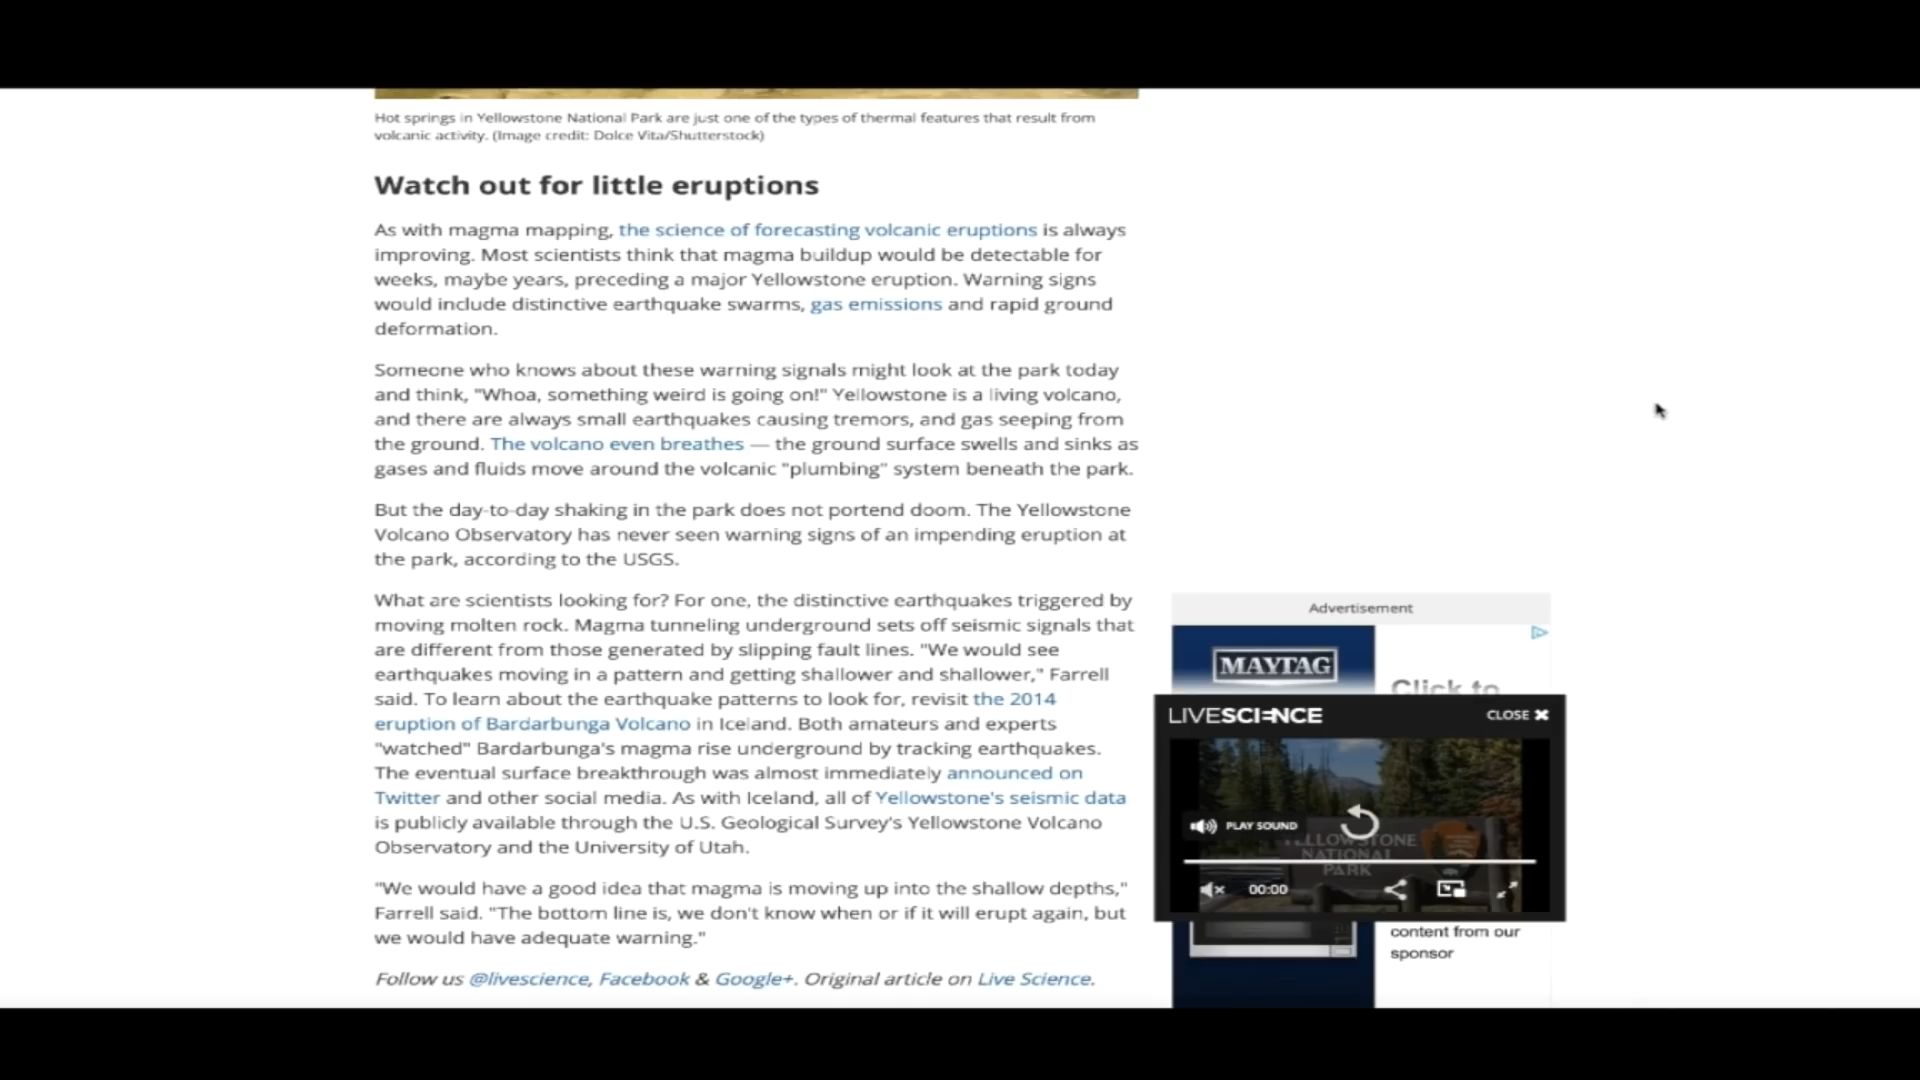 Hot springs in Yellowstone National Park are just one of the types of thermal features that result from
volcanic activity. (Image credit: Dolce Vita/Shutterstock)
Watch out for little eruptions
As with magma mapping, the science of forecasting volcanic eruptions is always
improving. Most scientists think that magma buildup would be detectable for
weeks, maybe years, preceding a major Yellowstone eruption. Warning signs
would include distinctive earthquake swarms, gas emissions and rapid ground
deformation.
Someone who knows about these warning signals might look at the park today
and think, "Whoa, something weird is going on!" Yellowstone is a living volcano,
and there are always small earthquakes causing tremors, and gas seeping from
the ground. The volcano even breathes — the ground surface swells and sinks as
gases and fluids move around the volcanic "plumbing" system beneath the park.
But the day-to-day shaking in the park does not portend doom. The Yellowstone
Volcano Observatory has never seen warning signs of an impending eruption at
the park, according to the USGS.
What are scientists looking for? For one, the distinctive earthquakes triggered by
moving molten rock. Magma tunneling underground sets off seismic signals that
are different from those generated by slipping fault lines. "We would see
earthquakes moving in a pattern and getting shallower and shallower," Farrell
said. To learn about the earthquake patterns to look for, revisit the 2014
eruption of Bardarbunga Volcano in Iceland. Both amateurs and experts
"watched" Bardarbunga's magma rise underground by tracking earthquakes.
The eventual surface breakthrough was almost immediately announced on
Twitter and other social media. As with Iceland, all of Yellowstone's seismic data
is publicly available through the U.S. Geological Survey's Yellowstone Volcano
Observatory and the University of Utah.
"We would have a good idea that magma is moving up into the shallow depths,"
Farrell said. "The bottom line is, we don't know when or if it will erupt again, but
we would have adequate warning."
Follow us @livescience, Facebook & Google+. Original article on Live Science.
Advertisement
MAYTAG
Click to
LIVESCIENCE
CLOSE ✖
PLAY SOUND
YELLOWSTONE
NATIONAL
PARK
00:00
content from our
sponsor